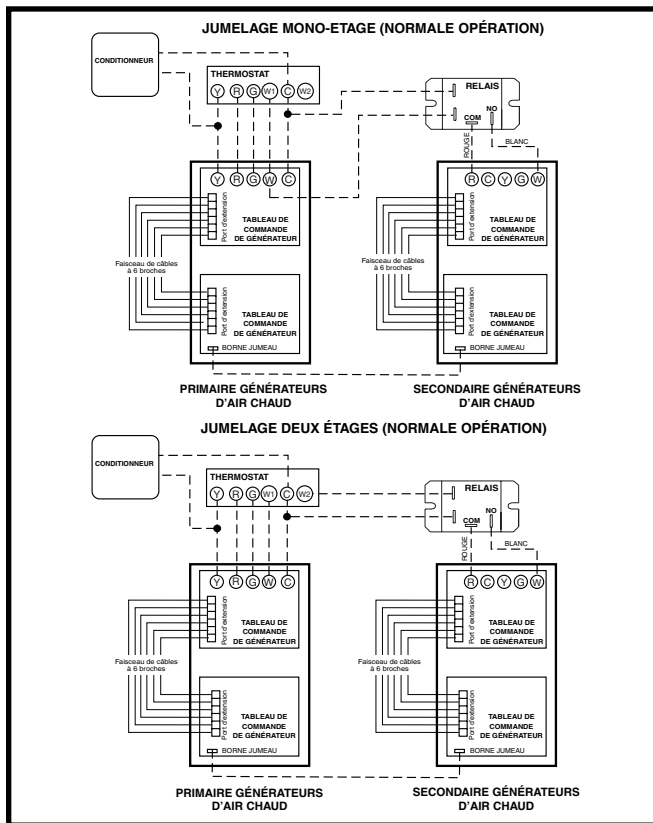 JUMELAGE MONO-ETAGE (NORMALE OPÉRATION)
CONDITIONNEUR
THERMOSTAT
Y R G W1 C W2
RELAIS
COM
NO
ROUGE
BLANC
Y R G W C
Port d'extension
TABLEAU DE
COMMANDE
DE GÉNÉRATEUR
Faisceau de câbles
à 6 broches
Port d'extension
TABLEAU DE
COMMANDE
DE GÉNÉRATEUR
BORNE JUMEAU
R C Y G W
Port d'extension
TABLEAU DE
COMMANDE
DE GÉNÉRATEUR
Faisceau de câbles
à 6 broches
Port d'extension
TABLEAU DE
COMMANDE
DE GÉNÉRATEUR
BORNE JUMEAU
PRIMAIRE GÉNÉRATEURS
D'AIR CHAUD
SECONDAIRE GÉNÉRATEURS
D'AIR CHAUD
JUMELAGE DEUX ÉTAGES (NORMALE OPÉRATION)
CONDITIONNEUR
THERMOSTAT
Y R G W1 C W2
RELAIS
COM
NO
ROUGE
BLANC
Y R G W C
Port d'extension
TABLEAU DE
COMMANDE
DE GÉNÉRATEUR
Faisceau de câbles
à 6 broches
Port d'extension
TABLEAU DE
COMMANDE
DE GÉNÉRATEUR
BORNE JUMEAU
R C Y G W
Port d'extension
TABLEAU DE
COMMANDE
DE GÉNÉRATEUR
Faisceau de câbles
à 6 broches
Port d'extension
TABLEAU DE
COMMANDE
DE GÉNÉRATEUR
BORNE JUMEAU
PRIMAIRE GÉNÉRATEURS
D'AIR CHAUD
SECONDAIRE GÉNÉRATEURS
D'AIR CHAUD